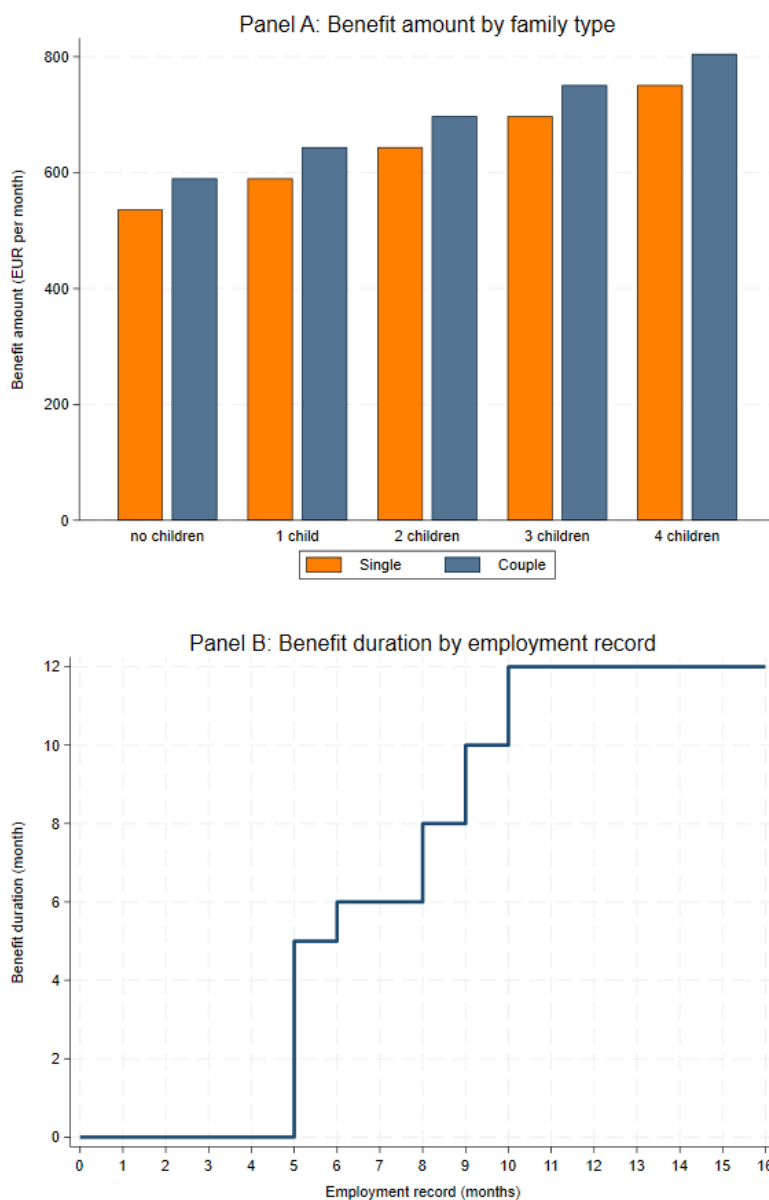 Panel A: Benefit amount by family type
Benefit amount (EUR per month)
800
600
400
200
0
no children 1 child 2 children 3 children 4 children
Single Couple
Panel B: Benefit duration by employment record
Benefit duration (month)
12
10
8
6
4
2
0
0 1 2 3 4 5 6 7 8 9 10 11 12 13 14 15 16
Employment record (months)